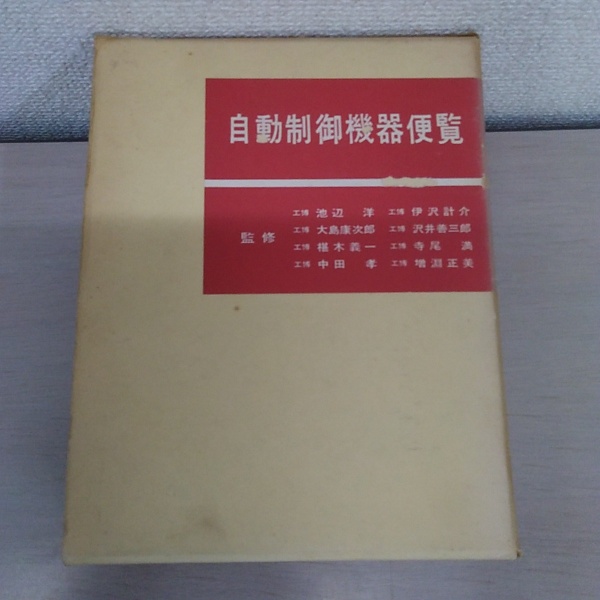 自動制御機器便覧
監修
工博 池辺 洋 工博 伊沢計介
工博 大島康次郎 工博 沢井善三郎
工博 椹木義一 工博 寺尾 満
工博 中田 孝 工博 増淵正美